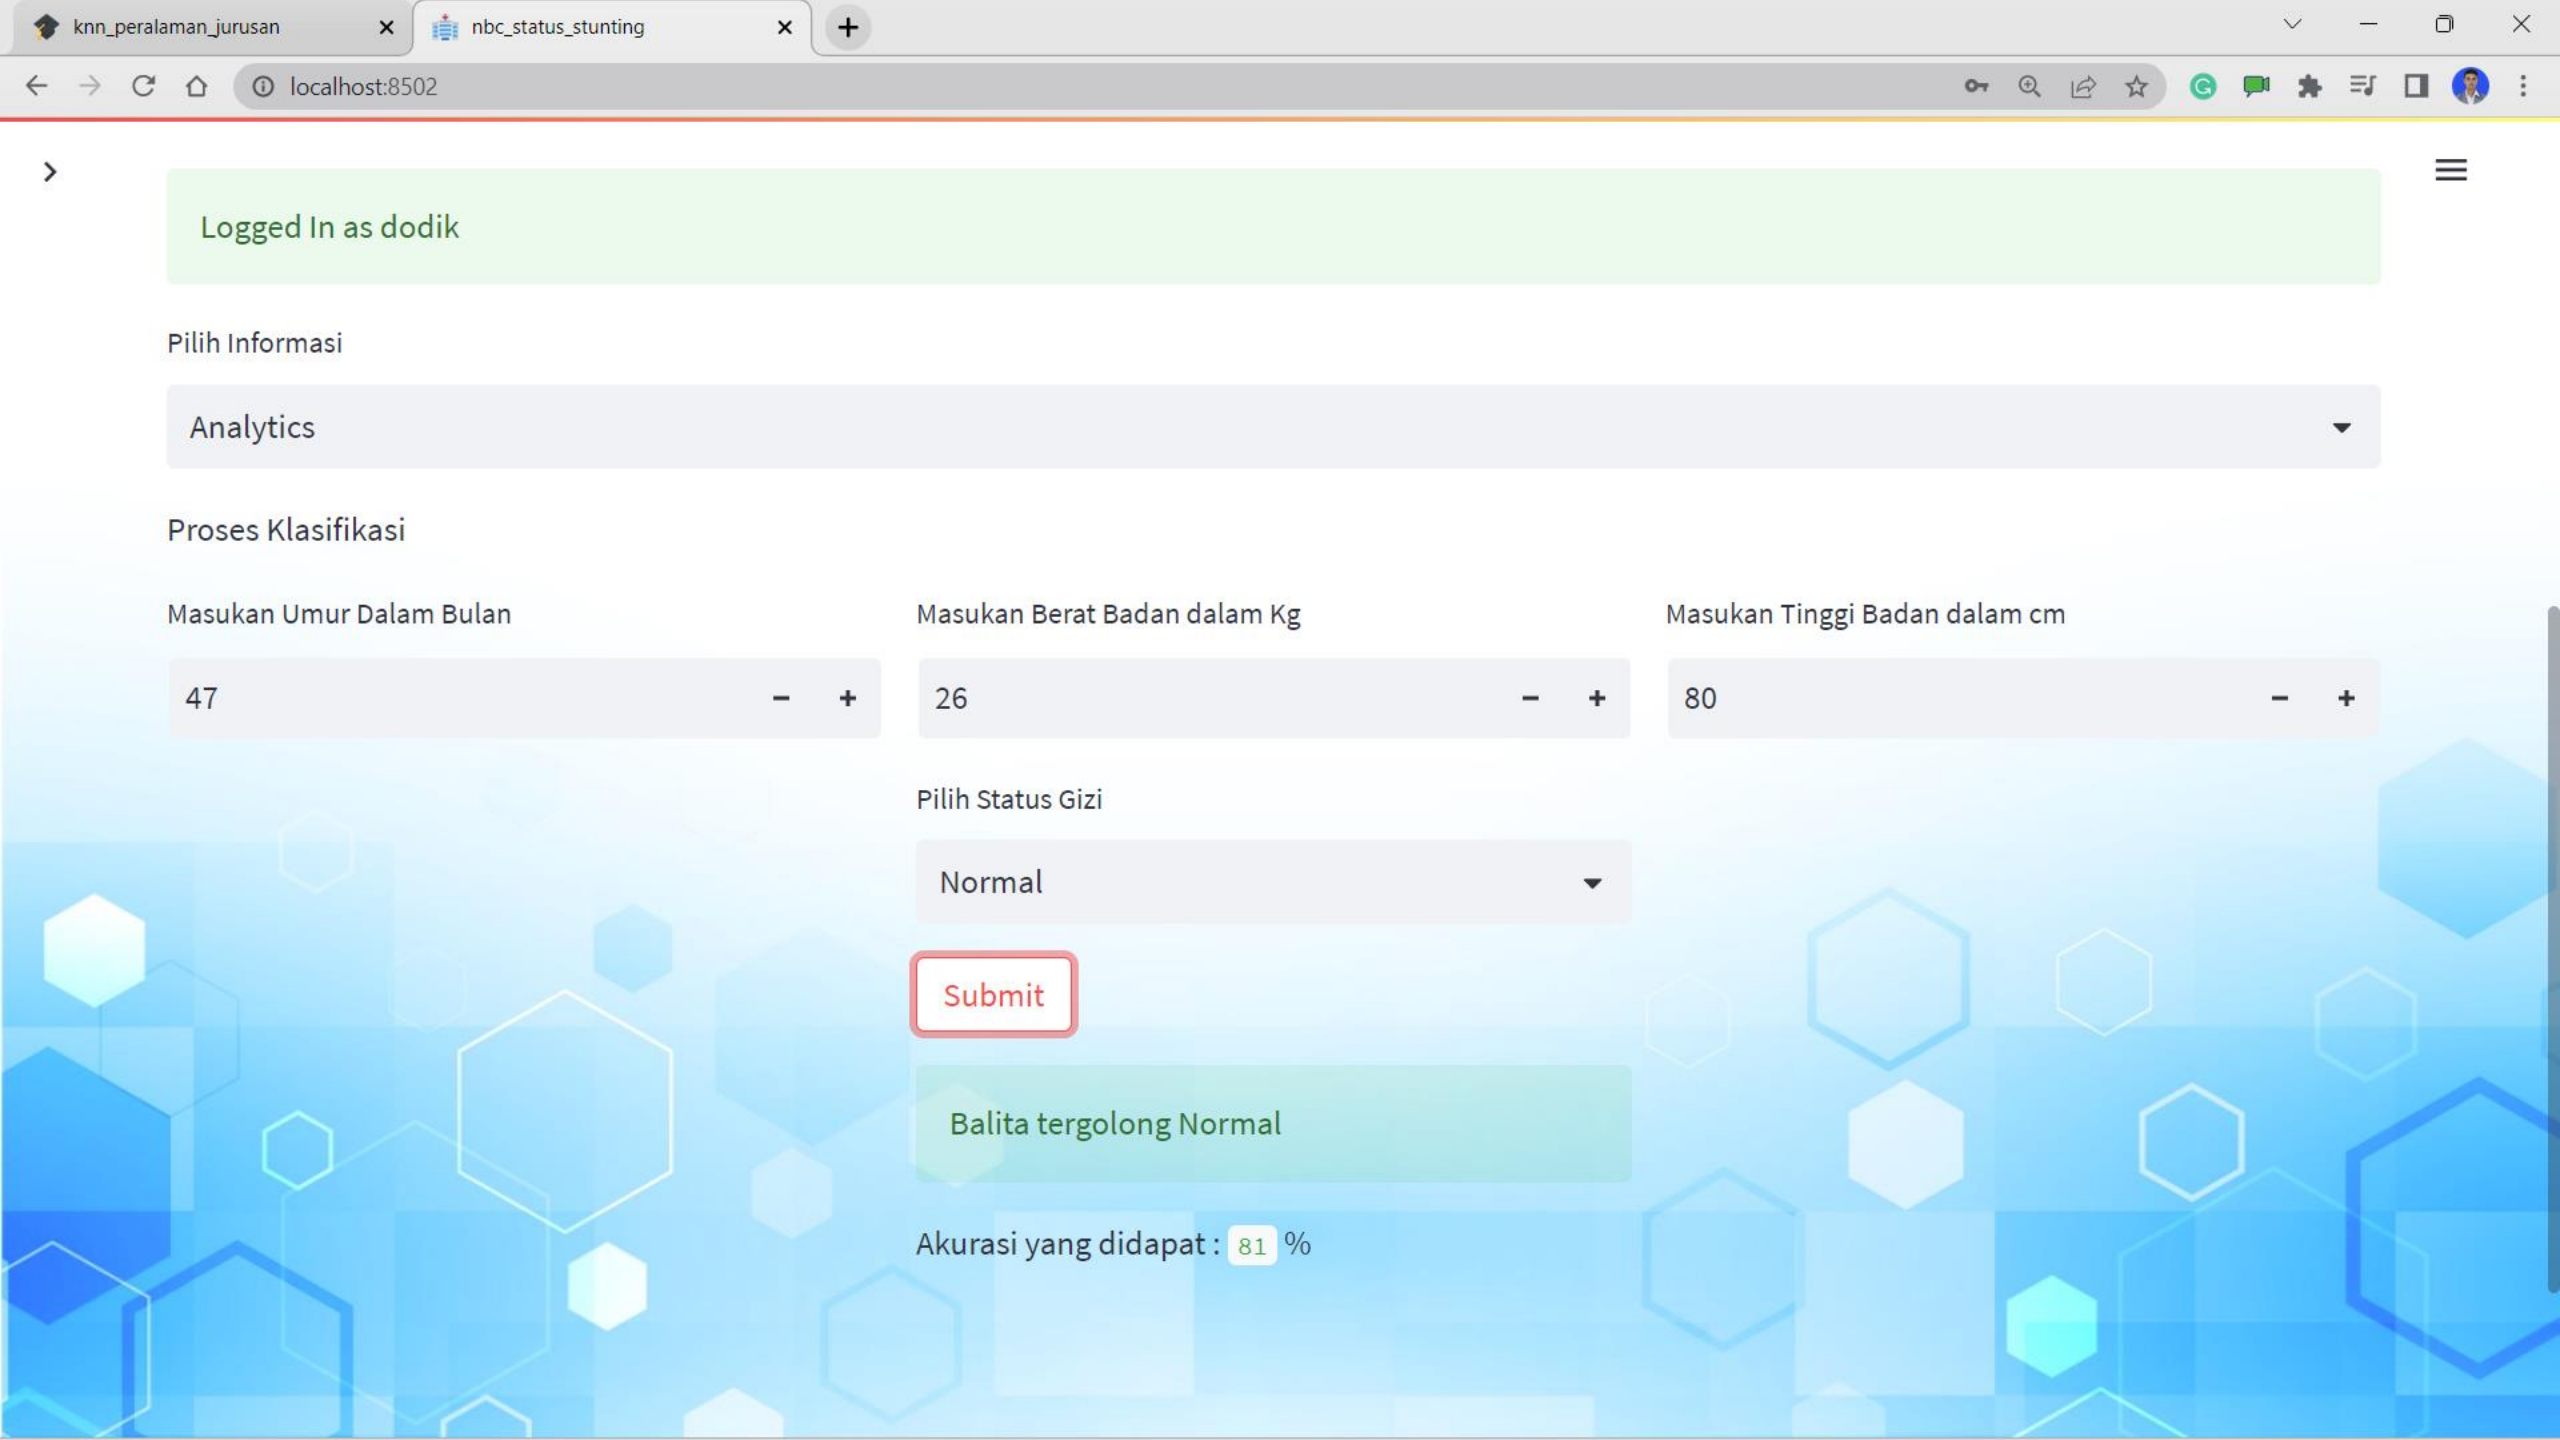 knn_peralaman_jurusan
nbc_status_stunting
localhost:8502
Logged In as dodik
Pilih Informasi
Analytics
Proses Klasifikasi
Masukan Umur Dalam Bulan
Masukan Berat Badan dalam Kg
Masukan Tinggi Badan dalam cm
47
26
80
Pilih Status Gizi
Normal
Submit
Balita tergolong Normal
Akurasi yang didapat : 81 %